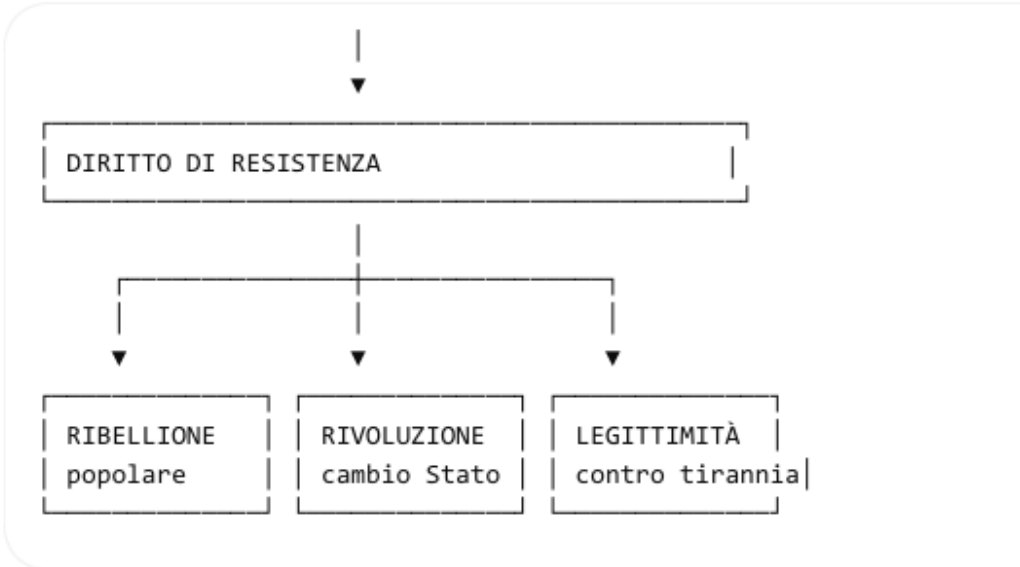 DIRITTO DI RESISTENZA
RIBELLIONE RIVOLUZIONE LEGITTIMITÀ
popolare cambio Stato contro tirannia